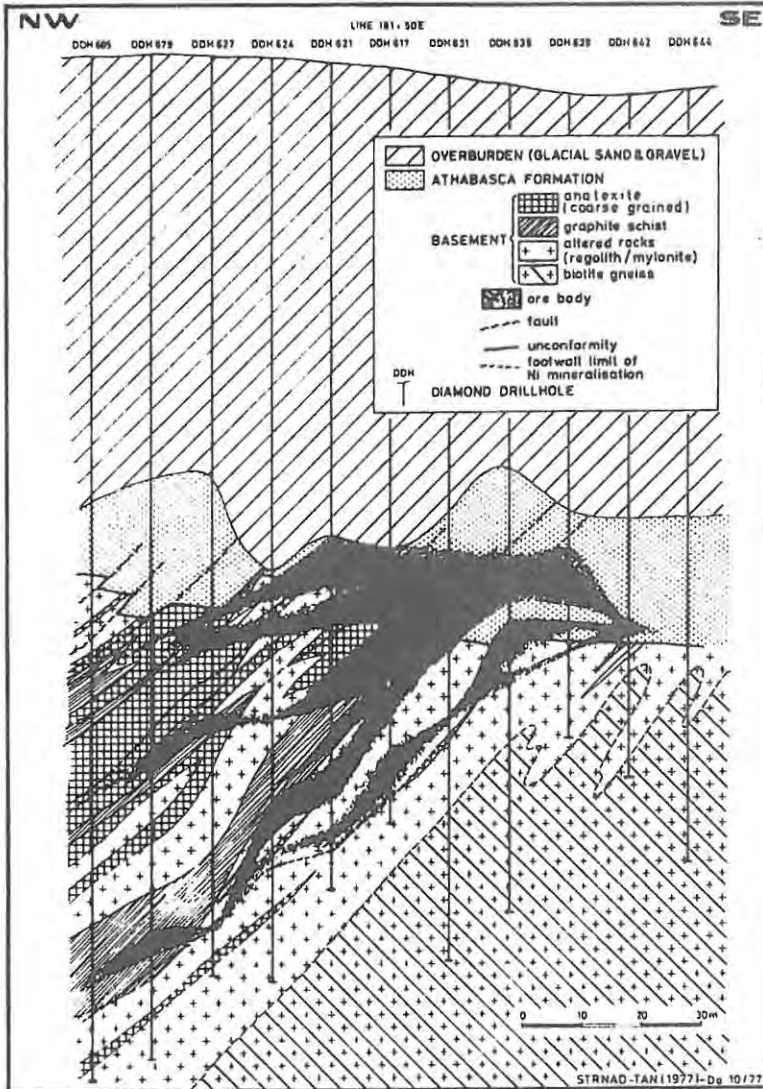 NW
SE
LINE 181+50E
DDH 605 DDH 679 DDH 627 DDH 624 DDH 621 DDH 617 DDH 631 DDH 636 DDH 639 DDH 642 DDH 644
OVERBURDEN (GLACIAL SAND & GRAVEL)
ATHABASCA FORMATION
BASEMENT
anatexite
(coarse grained)
graphite schist
altered rocks
(regolith/mylonite)
biotite gneiss
ore body
fault
unconformity
footwall limit of
Ni mineralisation
DDH
DIAMOND DRILLHOLE
0 10 20 30m
STRNAD-TAN (1977)-Dg 10/77